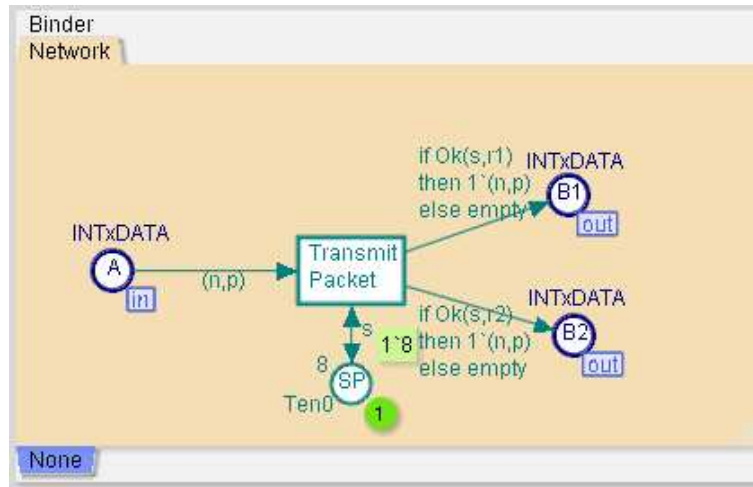 Binder
Network
if Ok(s,r1)
then 1`(n,p)
else empty
INTxDATA
B1
out
INTxDATA
A
in
(n,p)
Transmit
Packet
if Ok(s,r2)
then 1`(n,p)
else empty
INTxDATA
B2
out
s
1`8
8
SP
Ten0
1
None